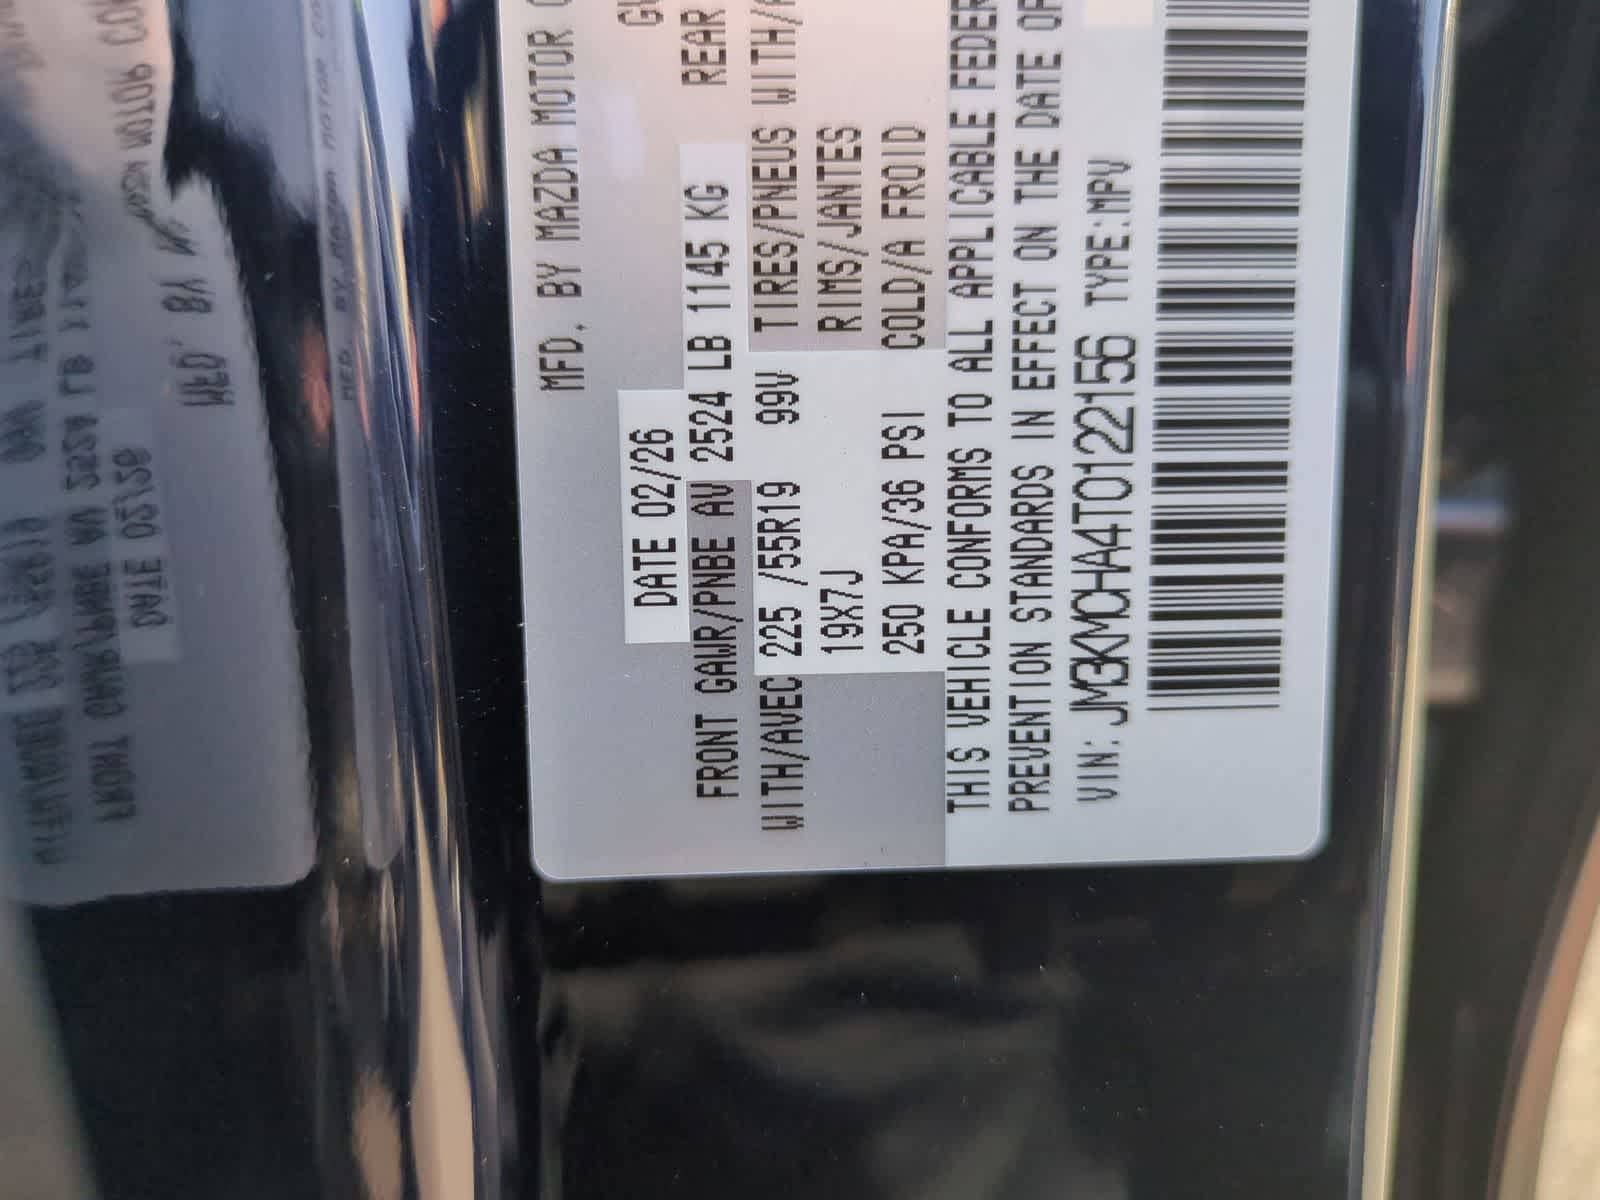 MFD. BY MAZDA MOTOR
DATE 02/26
FRONT GAWR/PNBE AV 2524 LB 1145 KG REAR
WITH/AVEC 225 /55R19 99V TIRES/PNEUS WITH/
19X7J RIMS/JANTES
250 KPA/36 PSI COLD/A FROID
THIS VEHICLE CONFORMS TO ALL APPLICABLE FEDER
PREVENTION STANDARDS IN EFFECT ON THE DATE OF
VIN: JM3KMCHA4T0122156 TYPE:MPV